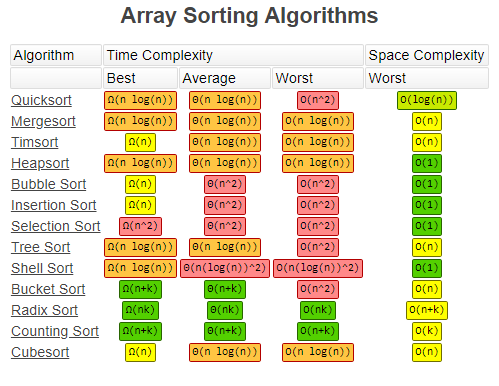 Array Sorting Algorithms
Algorithm Time Complexity Space Complexity
Best Average Worst Worst
Quicksort Ω(n log(n)) Θ(n log(n)) O(n^2) O(log(n))
Mergesort Ω(n log(n)) Θ(n log(n)) O(n log(n)) O(n)
Timsort Ω(n) Θ(n log(n)) O(n log(n)) O(n)
Heapsort Ω(n log(n)) Θ(n log(n)) O(n log(n)) O(1)
Bubble Sort Ω(n) Θ(n^2) O(n^2) O(1)
Insertion Sort Ω(n) Θ(n^2) O(n^2) O(1)
Selection Sort Ω(n^2) Θ(n^2) O(n^2) O(1)
Tree Sort Ω(n log(n)) Θ(n log(n)) O(n^2) O(n)
Shell Sort Ω(n log(n)) Θ(n(log(n))^2) O(n(log(n))^2) O(1)
Bucket Sort Ω(n+k) Θ(n+k) O(n^2) O(n)
Radix Sort Ω(nk) Θ(nk) O(nk) O(n+k)
Counting Sort Ω(n+k) Θ(n+k) O(n+k) O(k)
Cubesort Ω(n) Θ(n log(n)) O(n log(n)) O(n)